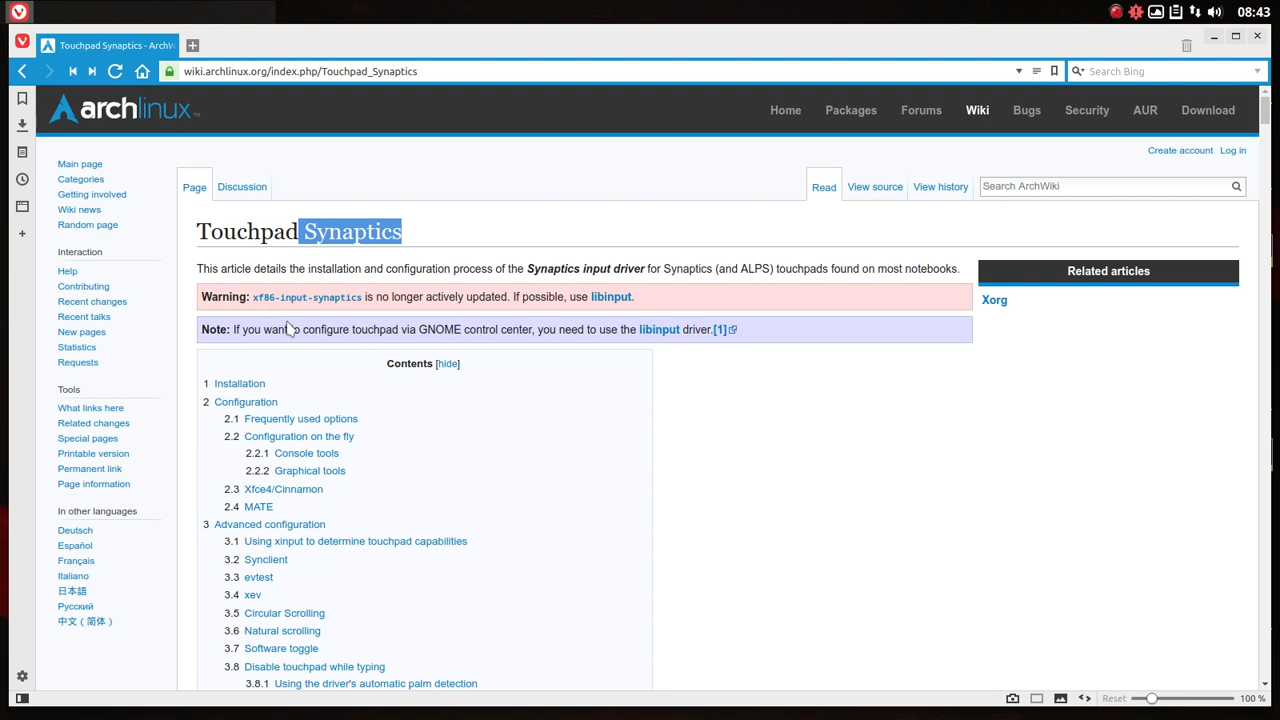 08:43
Touchpad Synaptics - ArchW
wiki.archlinux.org/index.php/Touchpad_Synaptics
Search Bing
archlinux
TM
Home Packages Forums Wiki Bugs Security AUR Download
Create account Log in
Main page
Categories
Getting involved
Wiki news
Random page
Interaction
Help
Contributing
Recent changes
Recent talks
New pages
Statistics
Requests
Tools
What links here
Related changes
Special pages
Printable version
Permanent link
Page information
In other languages
Deutsch
Español
Français
Italiano
日本語
Русский
中文（简体）
Page Discussion Read View source View history Search ArchWiki
Touchpad Synaptics
This article details the installation and configuration process of the Synaptics input driver for Synaptics (and ALPS) touchpads found on most notebooks.
Warning: xf86-input-synaptics is no longer actively updated. If possible, use libinput.
Note: If you want to configure touchpad via GNOME control center, you need to use the libinput driver.[1]
Related articles
Xorg
Contents [hide]
1 Installation
2 Configuration
2.1 Frequently used options
2.2 Configuration on the fly
2.2.1 Console tools
2.2.2 Graphical tools
2.3 Xfce4/Cinnamon
2.4 MATE
3 Advanced configuration
3.1 Using xinput to determine touchpad capabilities
3.2 Synclient
3.3 evtest
3.4 xev
3.5 Circular Scrolling
3.6 Natural scrolling
3.7 Software toggle
3.8 Disable touchpad while typing
3.8.1 Using the driver's automatic palm detection
Reset 100 %